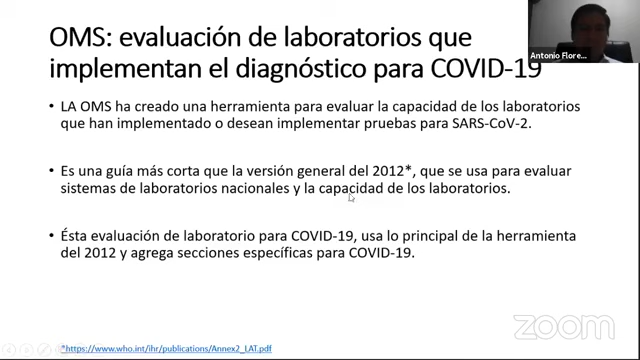 OMS: evaluación de laboratorios que
implementan el diagnóstico para COVID-19
Antonio Flore...
• LA OMS ha creado una herramienta para evaluar la capacidad de los laboratorios
que han implementado o desean implementar pruebas para SARS-CoV-2.
• Es una guía más corta que la versión general del 2012*, que se usa para evaluar
sistemas de laboratorios nacionales y la capacidad de los laboratorios.
• Ésta evaluación de laboratorio para COVID-19, usa lo principal de la herramienta
del 2012 y agrega secciones específicas para COVID-19.
*https://www.who.int/ihr/publications/Annex2_LAT.pdf
zoom